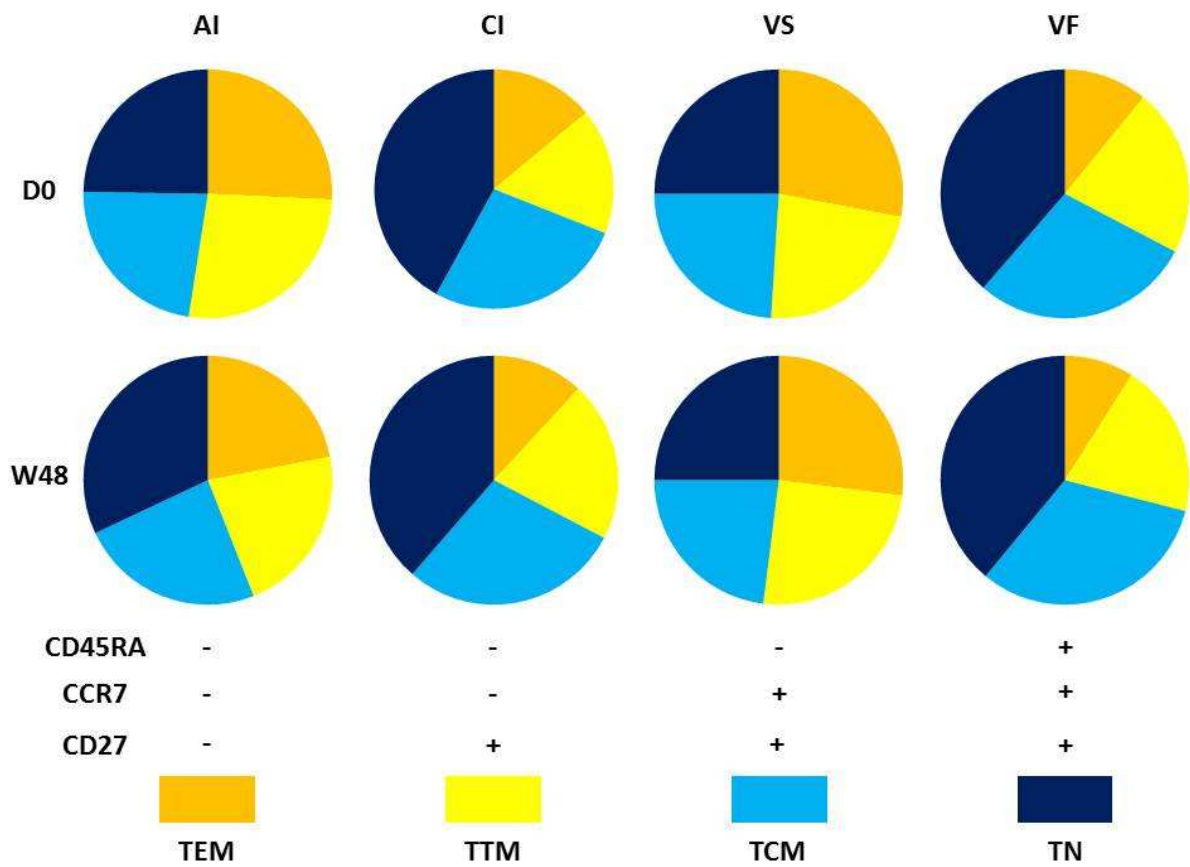 AI CI VS VF
D0
W48
CD45RA - - - +
CCR7 - - + +
CD27 - + + +
TEM TTM TCM TN